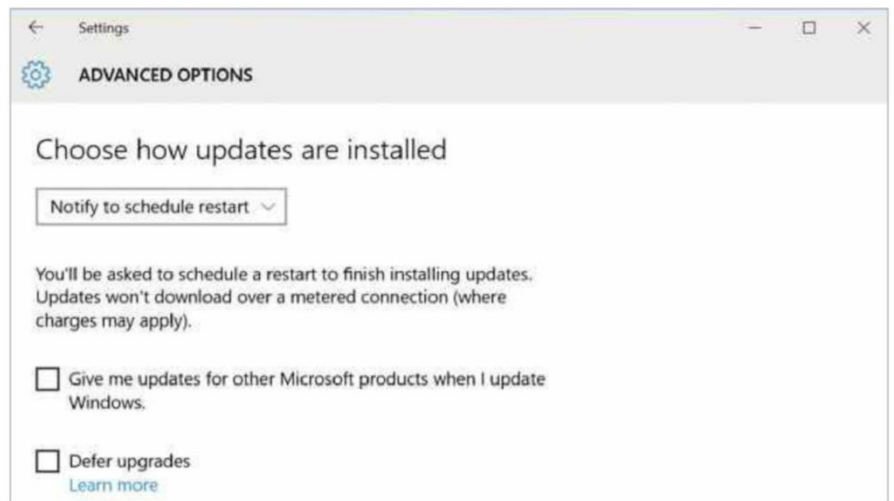 Settings
ADVANCED OPTIONS
Choose how updates are installed
Notify to schedule restart
You'll be asked to schedule a restart to finish installing updates.
Updates won't download over a metered connection (where
charges may apply).
Give me updates for other Microsoft products when I update
Windows.
Defer upgrades
Learn more